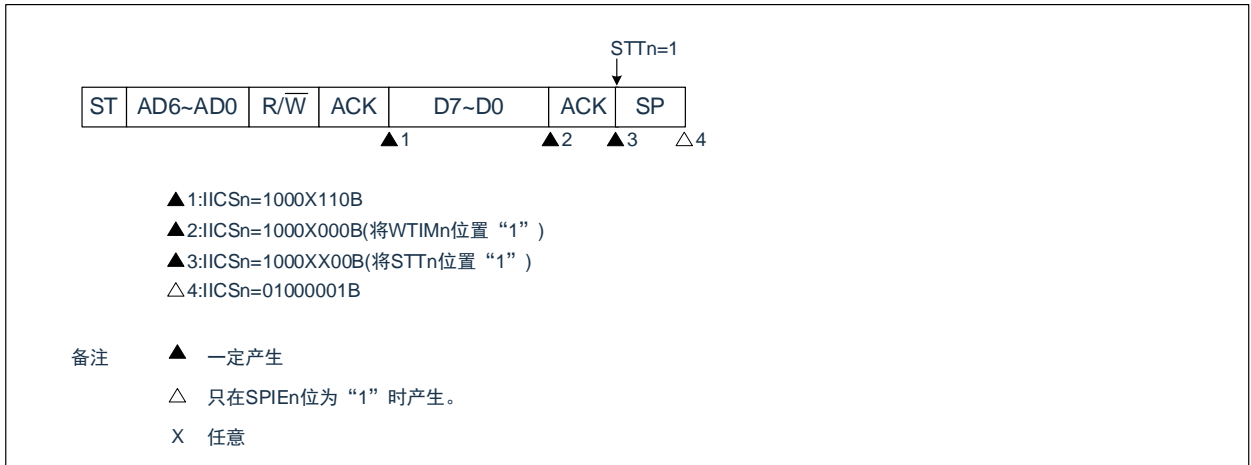 STTn=1
ST AD6~AD0 R/W̅ ACK D7~D0 ACK SP
▲1 ▲2 ▲3 △4
▲1:IICSn=1000X110B
▲2:IICSn=1000X000B(将WTIMn位置“1”)
▲3:IICSn=1000XX00B(将STTn位置“1”)
△4:IICSn=01000001B
备注 ▲ 一定产生
△ 只在SPIEn位为“1”时产生。
X 任意